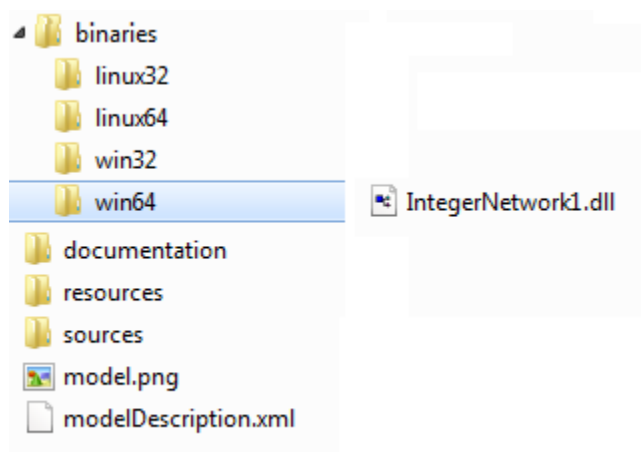 binaries
linux32
linux64
win32
win64
IntegerNetwork1.dll
documentation
resources
sources
model.png
modelDescription.xml